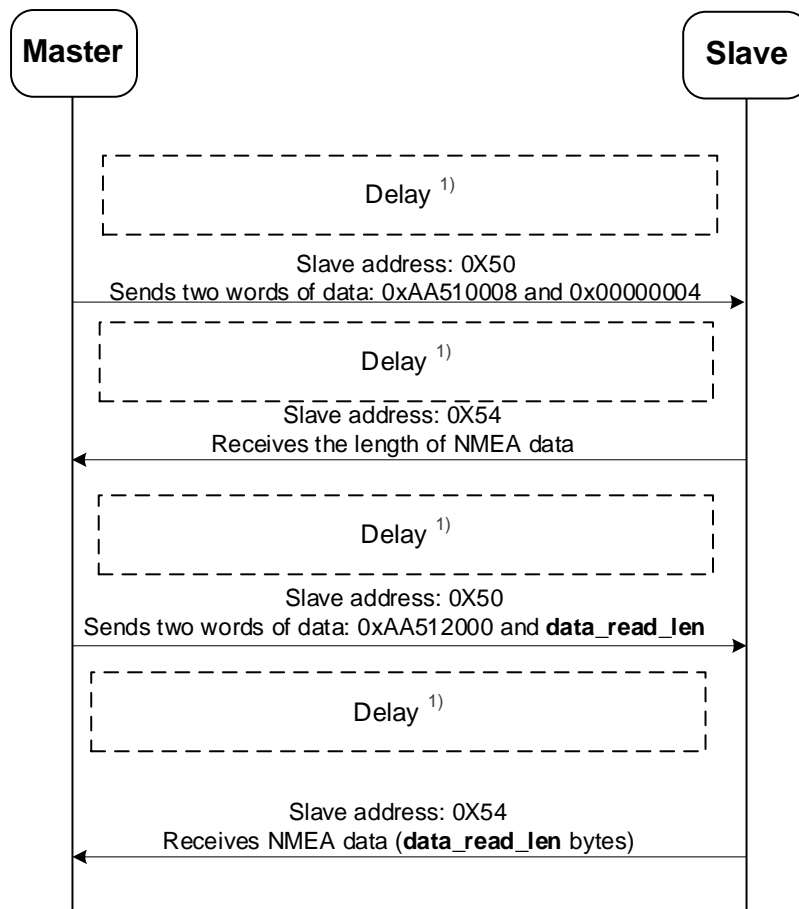 Master
Slave
Delay 1)
Slave address: 0X50
Sends two words of data: 0xAA510008 and 0x00000004
Delay 1)
Slave address: 0X54
Receives the length of NMEA data
Delay 1)
Slave address: 0X50
Sends two words of data: 0xAA512000 and data_read_len
Delay 1)
Slave address: 0X54
Receives NMEA data (data_read_len bytes)